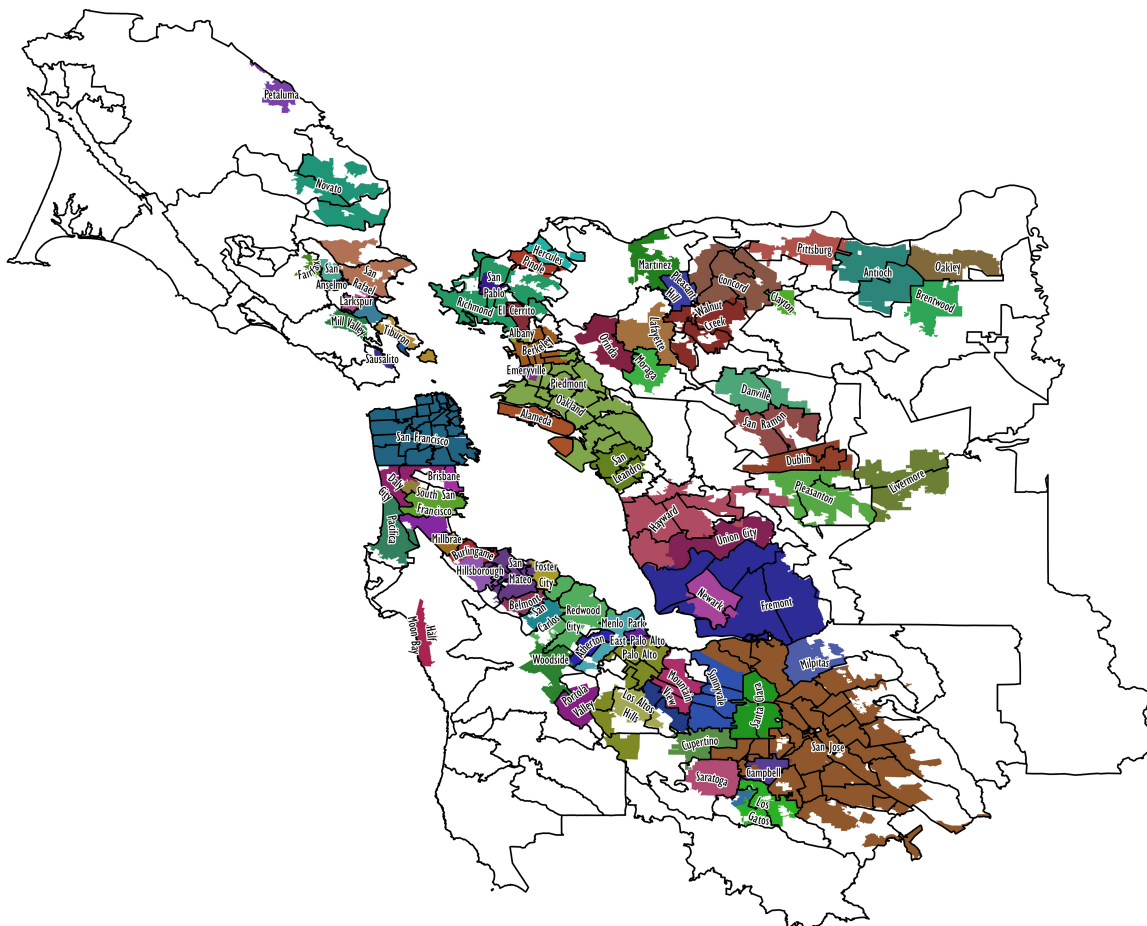 Petaluma
Novato
Fairfax
San
Anselmo
San
Rafael
Larkspur
Mill Valley
Tiburon
Sausalito
Hercules
Pinole
San
Pablo
Richmond
El Cerrito
Albany
Berkeley
Emeryville
Piedmont
Oakland
Alameda
San
Leandro
Martinez
Pleasant
Hill
Concord
Clayton
Walnut
Creek
Lafayette
Orinda
Moraga
Pittsburg
Antioch
Oakley
Brentwood
Danville
San Ramon
Dublin
Pleasanton
Livermore
San Francisco
Daly
City
Brisbane
South San
Francisco
Pacifica
Millbrae
Burlingame
Hillsborough
San
Mateo
Foster
City
Belmont
San
Carlos
Redwood
City
Half
Moon Bay
Hayward
Union City
Newark
Fremont
Menlo Park
Atherton
East Palo Alto
Palo Alto
Woodside
Portola
Valley
Los Altos
Hills
Mountain
View
Sunnyvale
Santa
Clara
Milpitas
Cupertino
San Jose
Saratoga
Campbell
Los
Gatos